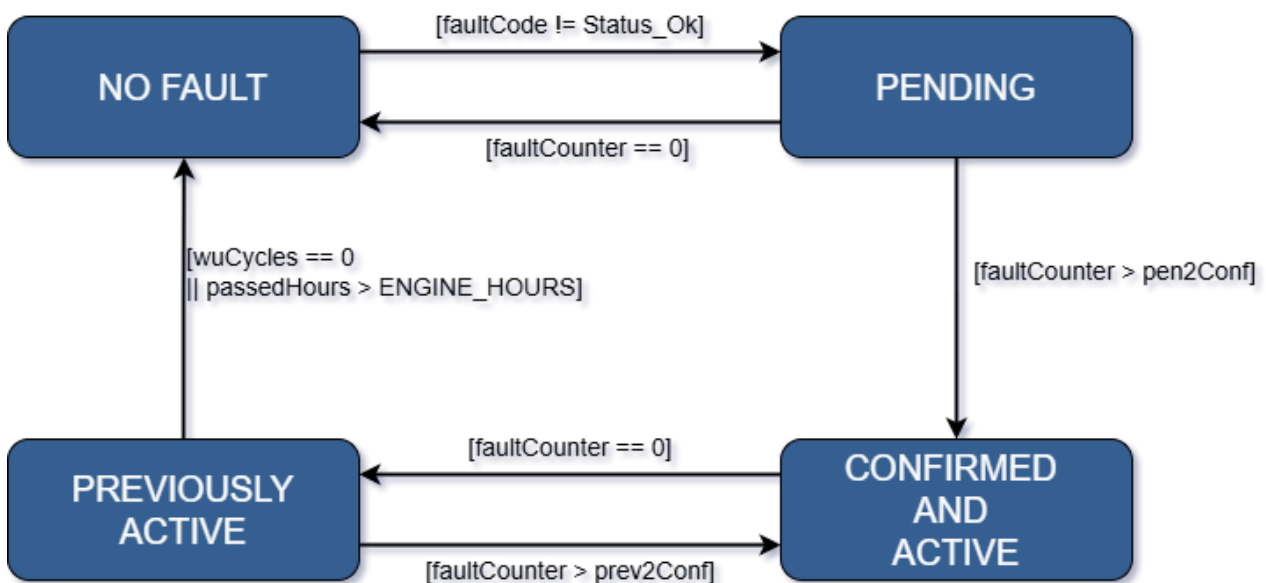 [faultCode != Status_Ok]
NO FAULT
PENDING
[faultCounter == 0]
[wuCycles == 0
|| passedHours > ENGINE_HOURS]
[faultCounter > pen2Conf]
[faultCounter == 0]
PREVIOUSLY
ACTIVE
CONFIRMED
AND
ACTIVE
[faultCounter > prev2Conf]